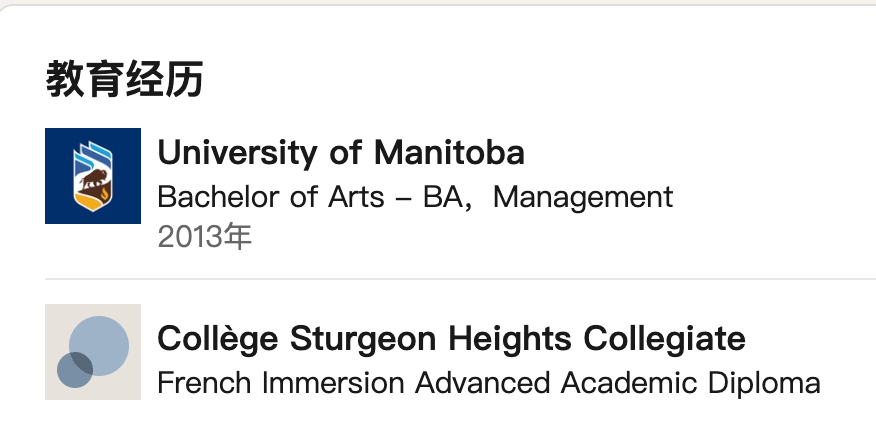 教育经历
University of Manitoba
Bachelor of Arts - BA，Management
2013年
Collège Sturgeon Heights Collegiate
French Immersion Advanced Academic Diploma